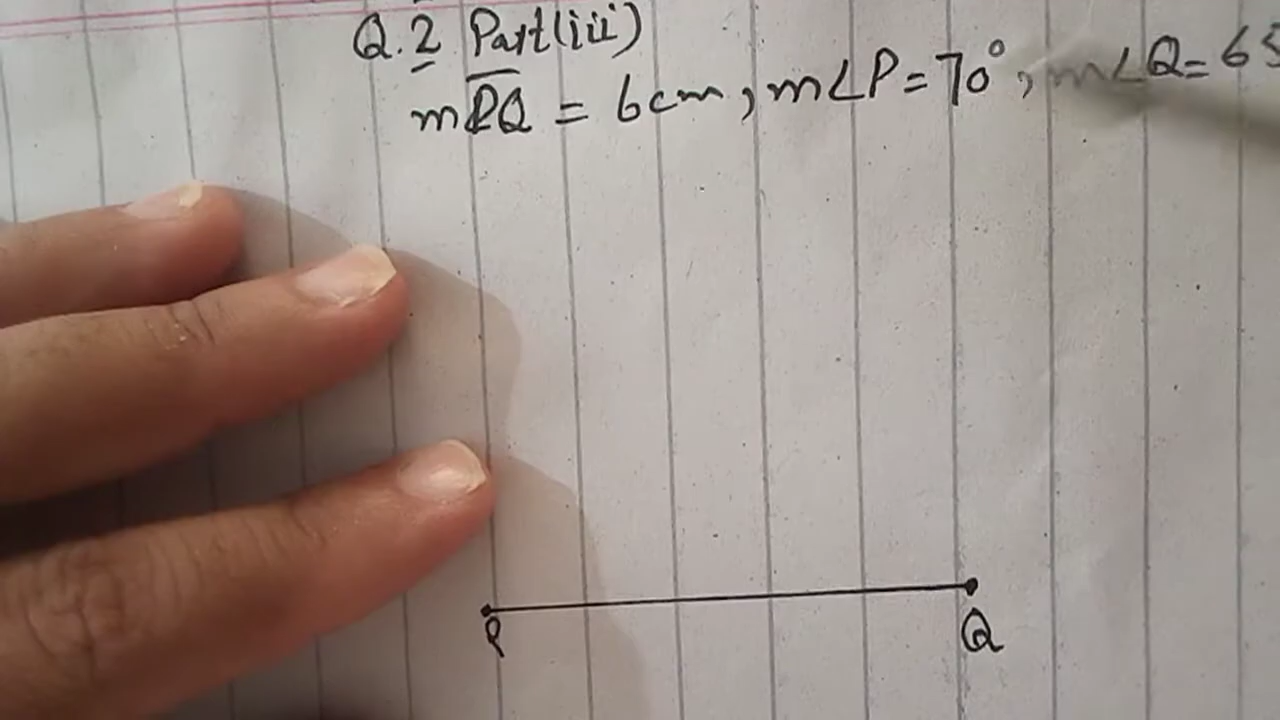 Q.2 Part(iii)
mPQ = 6cm, m∠P = 70°, m∠Q = 65
P
Q